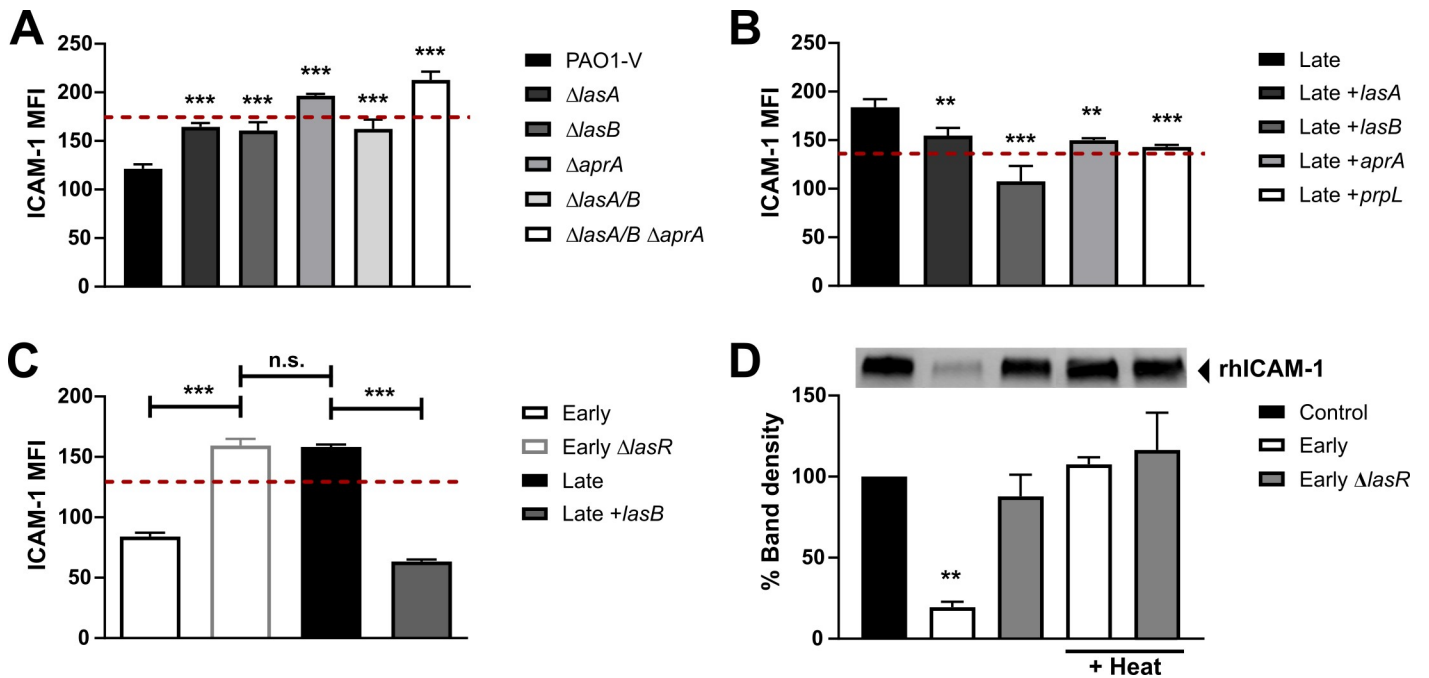 A
ICAM-1 MFI
250
200
150
100
50
0
***
***
***
***
***
PAO1-V
ΔlasA
ΔlasB
ΔaprA
ΔlasA/B
ΔlasA/B ΔaprA
B
ICAM-1 MFI
250
200
150
100
50
0
**
***
**
***
Late
Late +lasA
Late +lasB
Late +aprA
Late +prpL
C
ICAM-1 MFI
200
150
100
50
0
***
n.s.
***
Early
Early ΔlasR
Late
Late +lasB
D
rhICAM-1
% Band density
150
100
50
0
**
+ Heat
Control
Early
Early ΔlasR